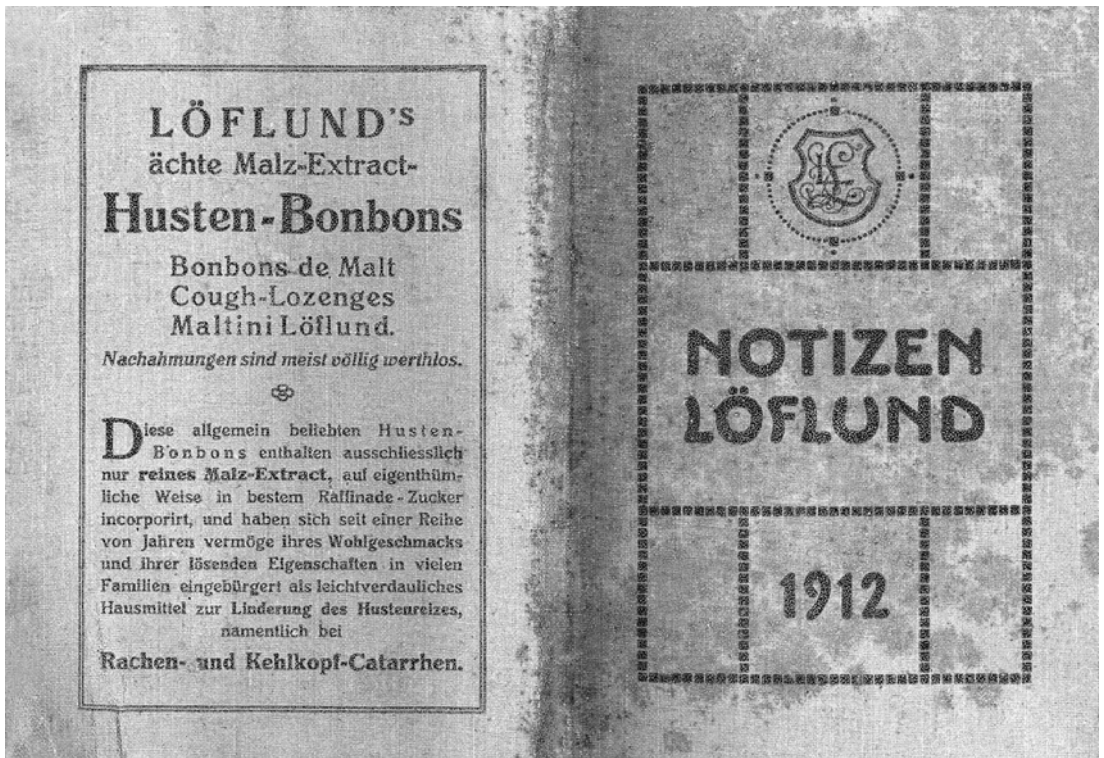 LÖFLUND's
ächte Malz-Extract-
Husten-Bonbons
Bonbons de Malt
Cough-Lozenges
Maltini Löflund.
Nachahmungen sind meist völlig werthlos.
Diese allgemein beliebten Husten-
Bonbons enthalten ausschliesslich
nur reines Malz-Extract, auf eigenthüm-
liche Weise in bestem Raffinade-Zucker
incorporirt, und haben sich seit einer Reihe
von Jahren vermöge ihres Wohlgeschmacks
und ihrer lösenden Eigenschaften in vielen
Familien eingebürgert als leichtverdauliches
Hausmittel zur Linderung des Hustenreizes,
namentlich bei
Rachen- und Kehlkopf-Catarrhen.
NOTIZEN
LÖFLUND
1912